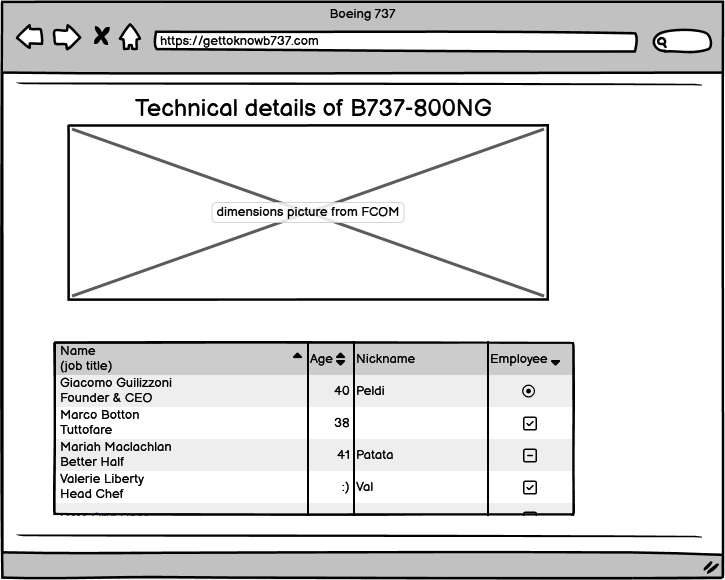 Boeing 737
https://gettoknowb737.com
Technical details of B737-800NG
dimensions picture from FCOM
Name
(job title)
Age
Nickname
Employee
Giacomo Guilizzoni
Founder & CEO
40
Peldi
Marco Botton
Tuttofare
38
Mariah Maclachlan
Better Half
41
Patata
Valerie Liberty
Head Chef
:)
Val